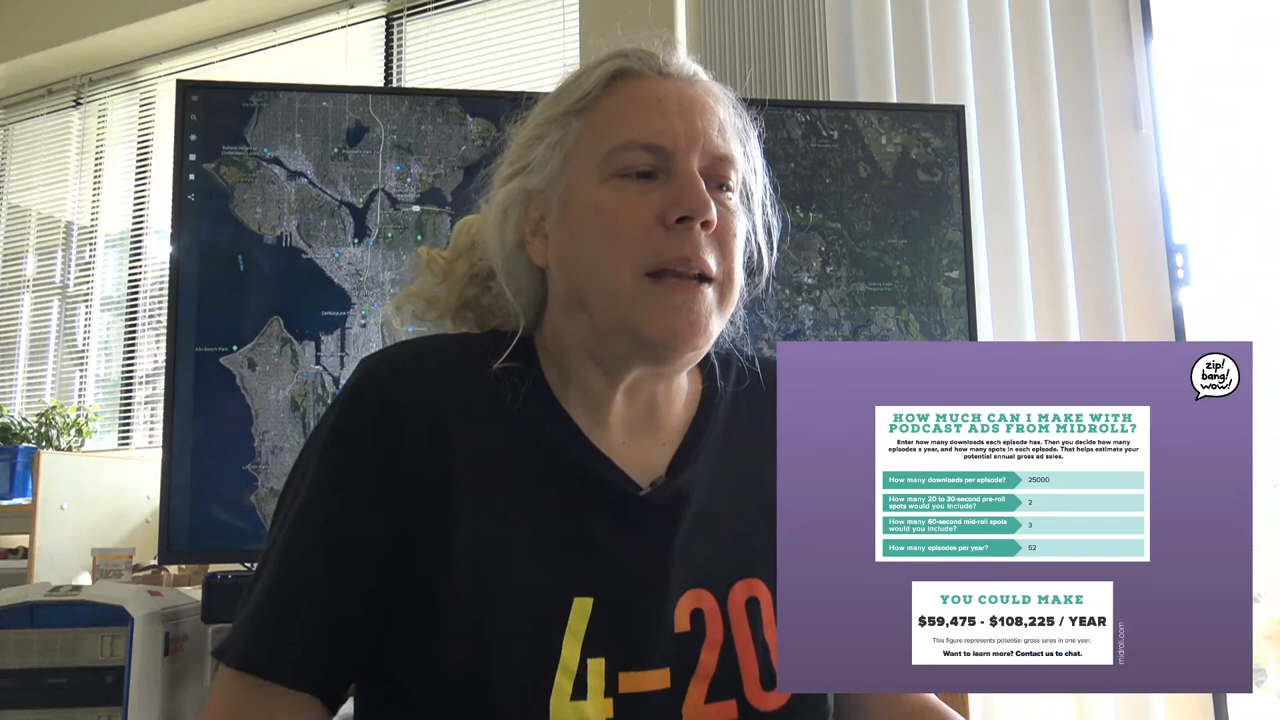 zip!
bang!
wow!
HOW MUCH CAN I MAKE WITH
PODCAST ADS FROM MIDROLL?
Enter how many downloads each episode has. Then you decide how many
episodes a year, and how many spots in each episode. That helps estimate your
potential annual gross ad sales.
How many downloads per episode? 25000
How many 20 to 30-second pre-roll
spots would you include? 2
How many 60-second mid-roll spots
would you include? 3
How many episodes per year? 52
YOU COULD MAKE
$59,475 - $108,225 / YEAR
This figure represents potential gross sales in one year.
Want to learn more? Contact us to chat.
midroll.com
4-20